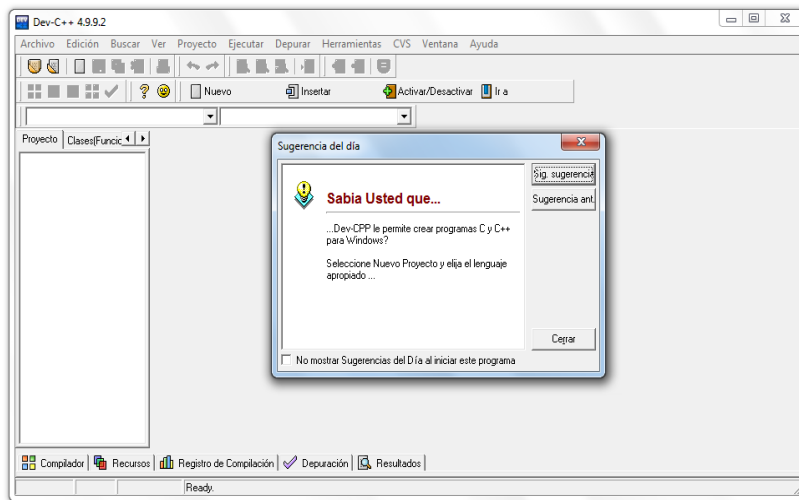 Dev-C++ 4.9.9.2
Archivo Edición Buscar Ver Proyecto Ejecutar Depurar Herramientas CVS Ventana Ayuda
Nuevo Insertar Activar/Desactivar Ir a
Proyecto Clases(Funcic
Sugerencia del día
Sabia Usted que...
...Dev-CPP le permite crear programas C y C++
para Windows?
Seleccione Nuevo Proyecto y elija el lenguaje
apropiado ...
Sig. sugerencia
Sugerencia ant.
Cerrar
No mostrar Sugerencias del Día al iniciar este programa
Compilador Recursos Registro de Compilación Depuración Resultados
Ready.